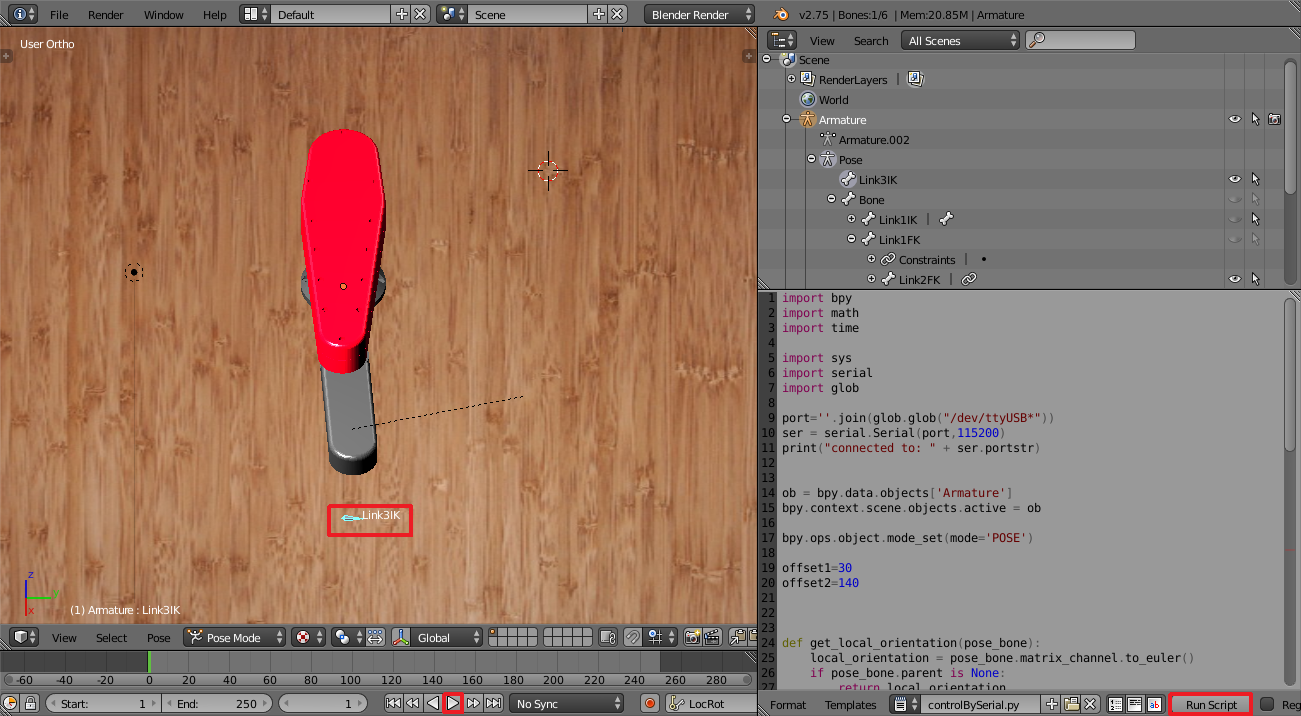 File Render Window Help Default Scene Blender Render v2.75 | Bones:1/6 | Mem:20.85M | Armature
User Ortho
View Search All Scenes
Scene
RenderLayers
World
Armature
Armature.002
Pose
Link3IK
Bone
Link1IK
Link1FK
Constraints
Link2FK
1 import bpy
2 import math
3 import time
4
5 import sys
6 import serial
7 import glob
8
9 port=''.join(glob.glob("/dev/ttyUSB*"))
10 ser = serial.Serial(port,115200)
11 print("connected to: " + ser.portstr)
12
13
14 ob = bpy.data.objects['Armature']
15 bpy.context.scene.objects.active = ob
16
17 bpy.ops.object.mode_set(mode='POSE')
18
19 offset1=30
20 offset2=140
21
22
23
24 def get_local_orientation(pose_bone):
25 local_orientation = pose_bone.matrix_channel.to_euler()
26 if pose_bone.parent is None:
27 return local_orientation
Link3IK
z
x
(1) Armature : Link3IK
View Select Pose Pose Mode Global
-60 -40 -20 0 20 40 60 80 100 120 140 160 180 200 220 240 260 280
Start: 1 End: 250 1 No Sync LocRot
Format Templates controlBySerial.py Run Script Reg